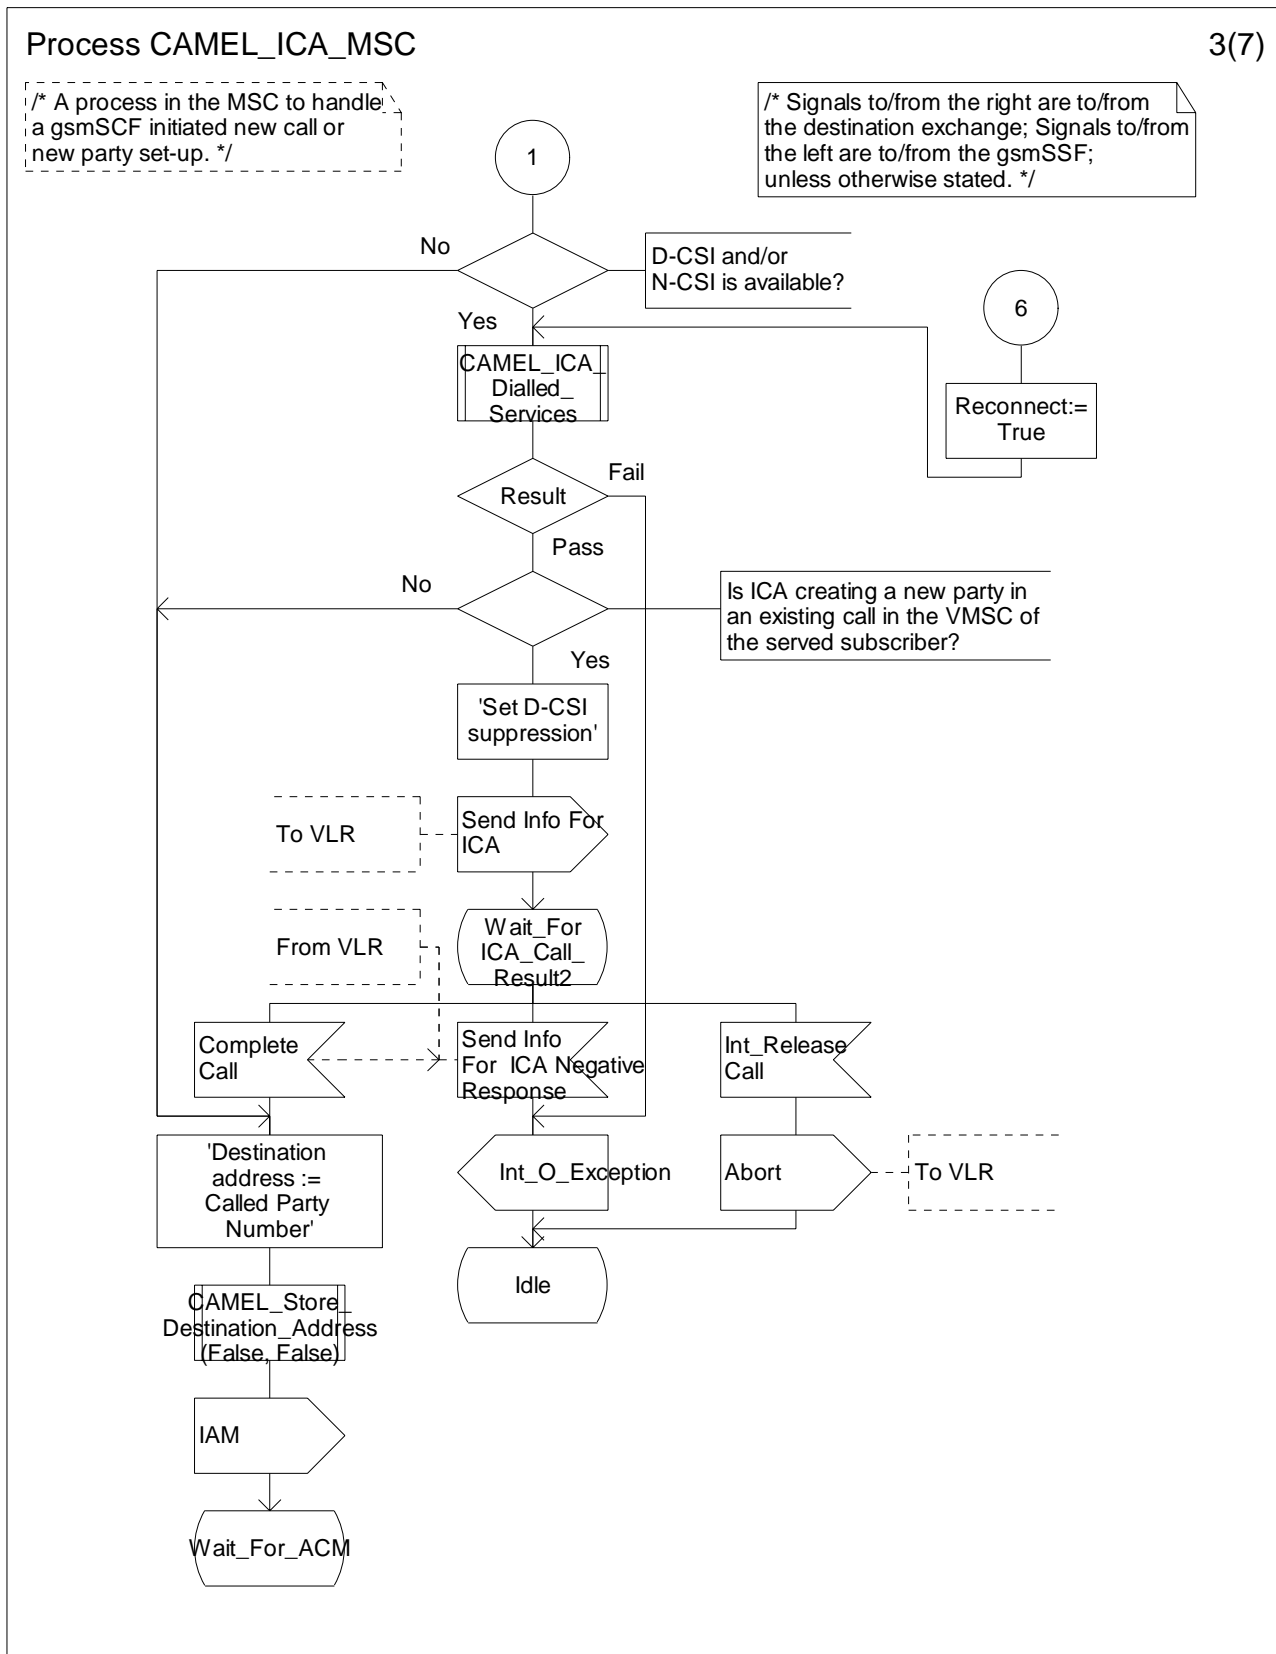 Process CAMEL_ICA_MSC
3(7)
/* A process in the MSC to handle
a gsmSCF initiated new call or
new party set-up. */
/* Signals to/from the right are to/from
the destination exchange; Signals to/from
the left are to/from the gsmSSF;
unless otherwise stated. */
1
No
D-CSI and/or
N-CSI is available?
6
Yes
CAMEL_ICA_
Dialled_
Services
Reconnect:=
True
Fail
Result
Pass
No
Is ICA creating a new party in
an existing call in the VMSC of
the served subscriber?
Yes
'Set D-CSI
suppression'
To VLR
Send Info For
ICA
From VLR
Wait_For
ICA_Call_
Result2
Complete
Call
Send Info
For ICA Negative
Response
Int_Release
Call
'Destination
address :=
Called Party
Number'
Int_O_Exception
Abort
To VLR
Idle
CAMEL_Store_
Destination_Address
(False, False)
IAM
Wait_For_ACM